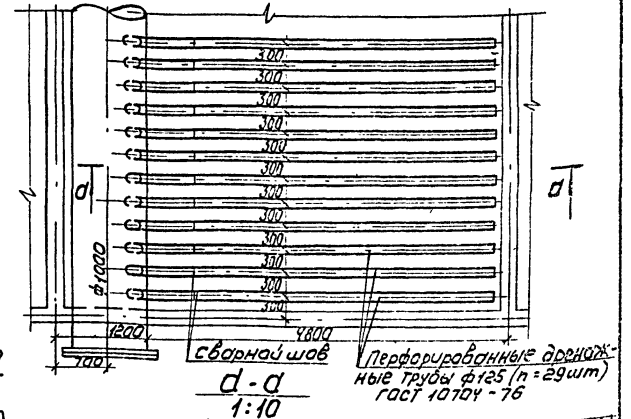 300
300
300
300
300
300
300
300
300
300
300
300
d
d
ф1000
1200
4800
700
сварной шов
Перфорированные дренаж-
ные трубы ф125 (n=29шт)
гост 10704-76
d-d
1:10